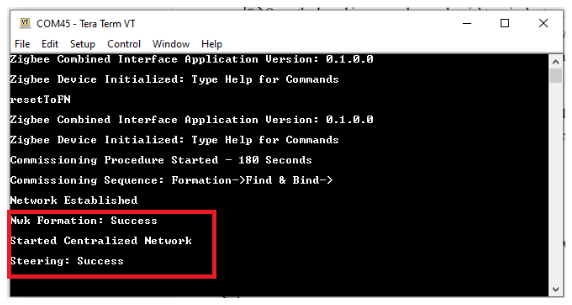 COM45 - Tera Term VT
File Edit Setup Control Window Help
Zigbee Combined Interface Application Version: 0.1.0.0
Zigbee Device Initialized: Type Help for Commands
resetToFN
Zigbee Combined Interface Application Version: 0.1.0.0
Zigbee Device Initialized: Type Help for Commands
Commissioning Procedure Started - 180 Seconds
Commissioning Sequence: Formation->Find & Bind->
Network Established
Nwk Formation: Success
Started Centralized Network
Steering: Success